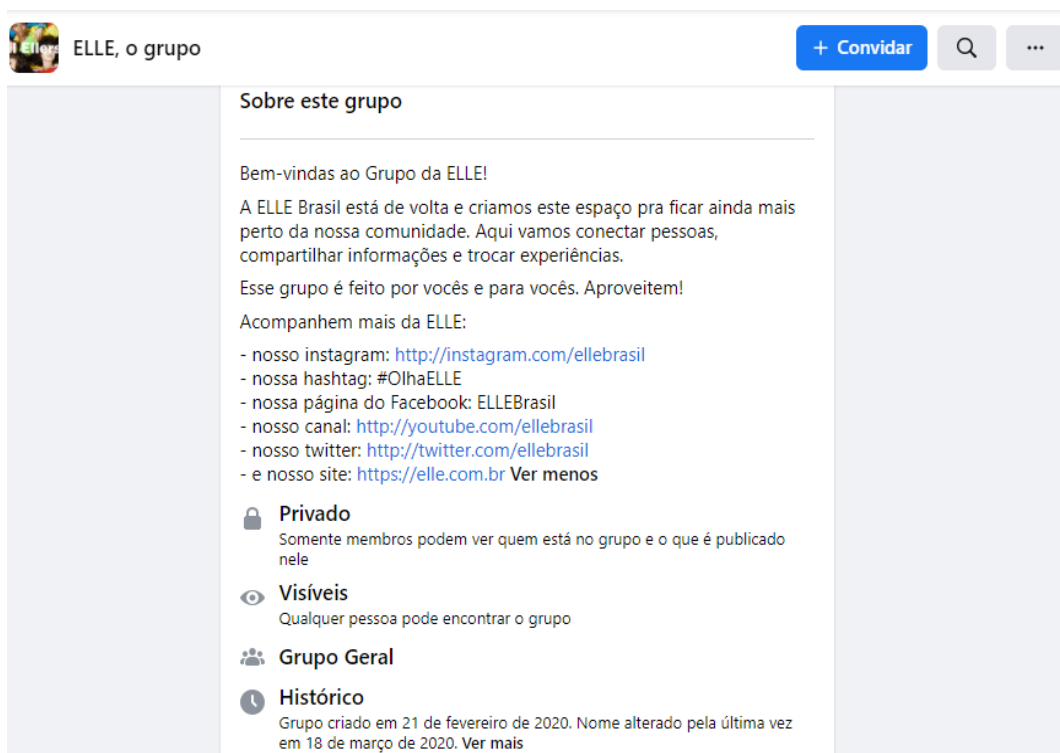 ELLE, o grupo
+ Convidar
Sobre este grupo
Bem-vindas ao Grupo da ELLE!
A ELLE Brasil está de volta e criamos este espaço pra ficar ainda mais
perto da nossa comunidade. Aqui vamos conectar pessoas,
compartilhar informações e trocar experiências.
Esse grupo é feito por vocês e para vocês. Aproveitem!
Acompanhem mais da ELLE:
- nosso instagram: http://instagram.com/ellebrasil
- nossa hashtag: #OlhaELLE
- nossa página do Facebook: ELLEBrasil
- nosso canal: http://youtube.com/ellebrasil
- nosso twitter: http://twitter.com/ellebrasil
- e nosso site: https://elle.com.br Ver menos
Privado
Somente membros podem ver quem está no grupo e o que é publicado
nele
Visíveis
Qualquer pessoa pode encontrar o grupo
Grupo Geral
Histórico
Grupo criado em 21 de fevereiro de 2020. Nome alterado pela última vez
em 18 de março de 2020. Ver mais